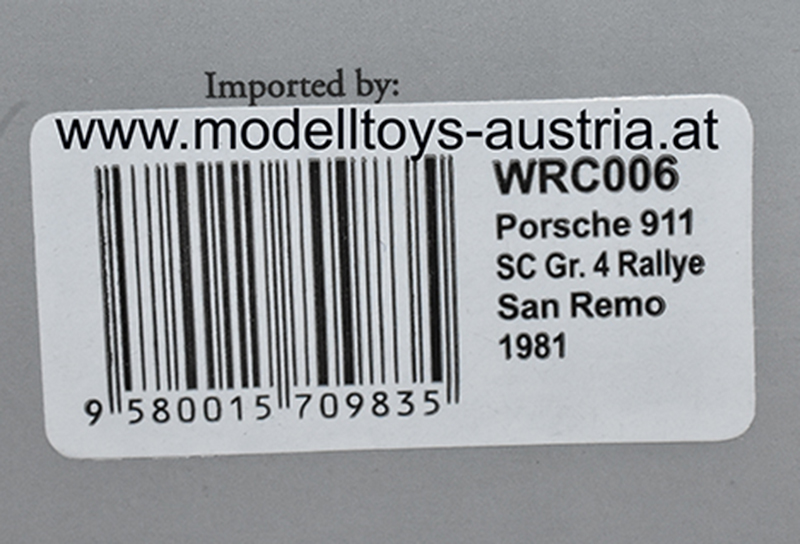 Imported by:
www.modelltoys-austria.at
WRC006
Porsche 911
SC Gr. 4 Rallye
San Remo
1981
9 580015 709835